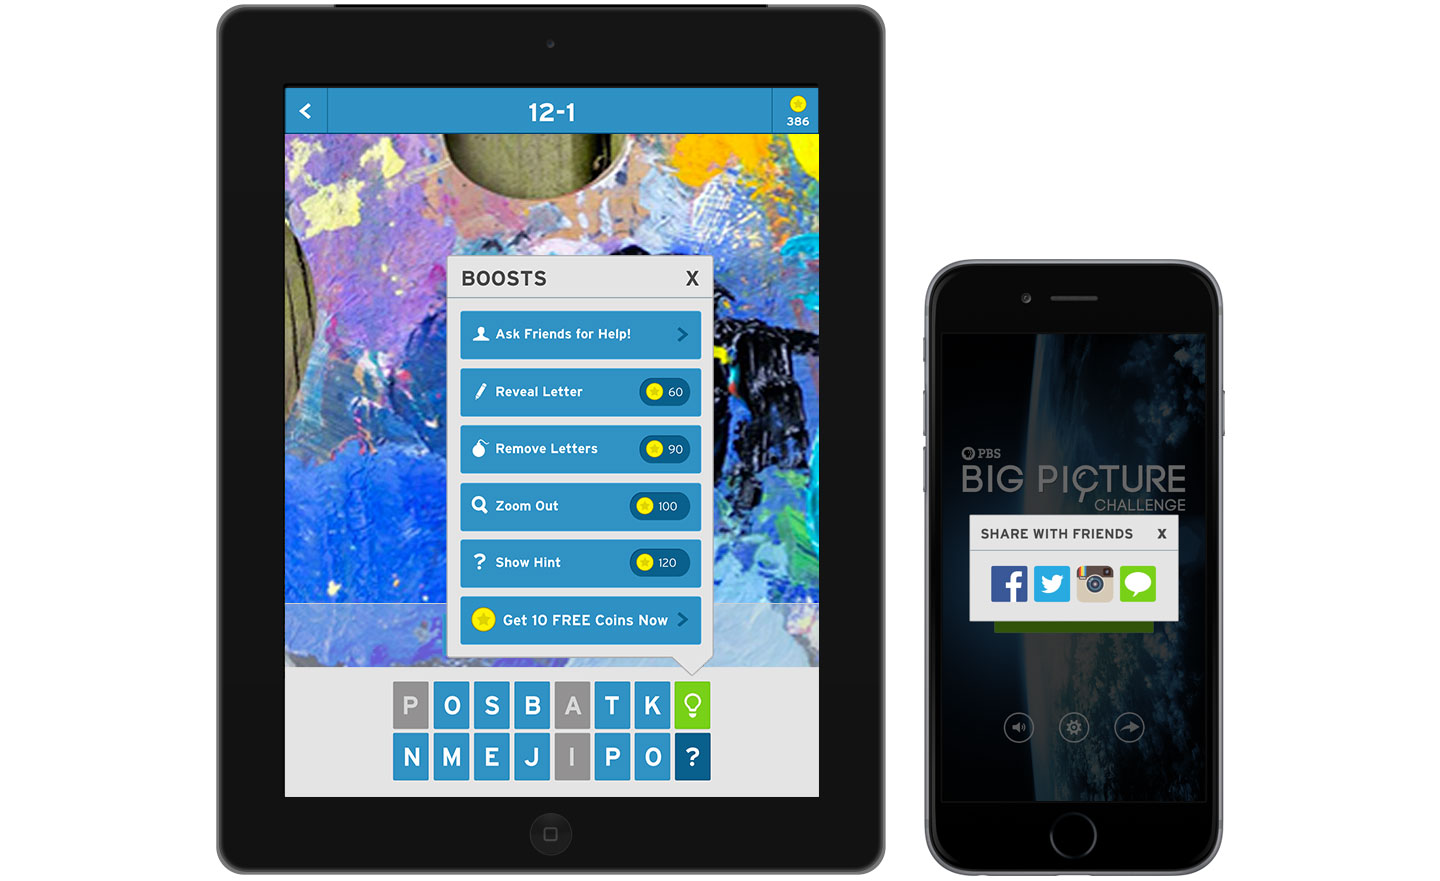 12-1
386
BOOSTS X
Ask Friends for Help!
Reveal Letter 60
Remove Letters 90
Zoom Out 100
Show Hint 120
Get 10 FREE Coins Now
P O S B A T K
N M E J I P O ?
PBS
BIG PICTURE
CHALLENGE
SHARE WITH FRIENDS X